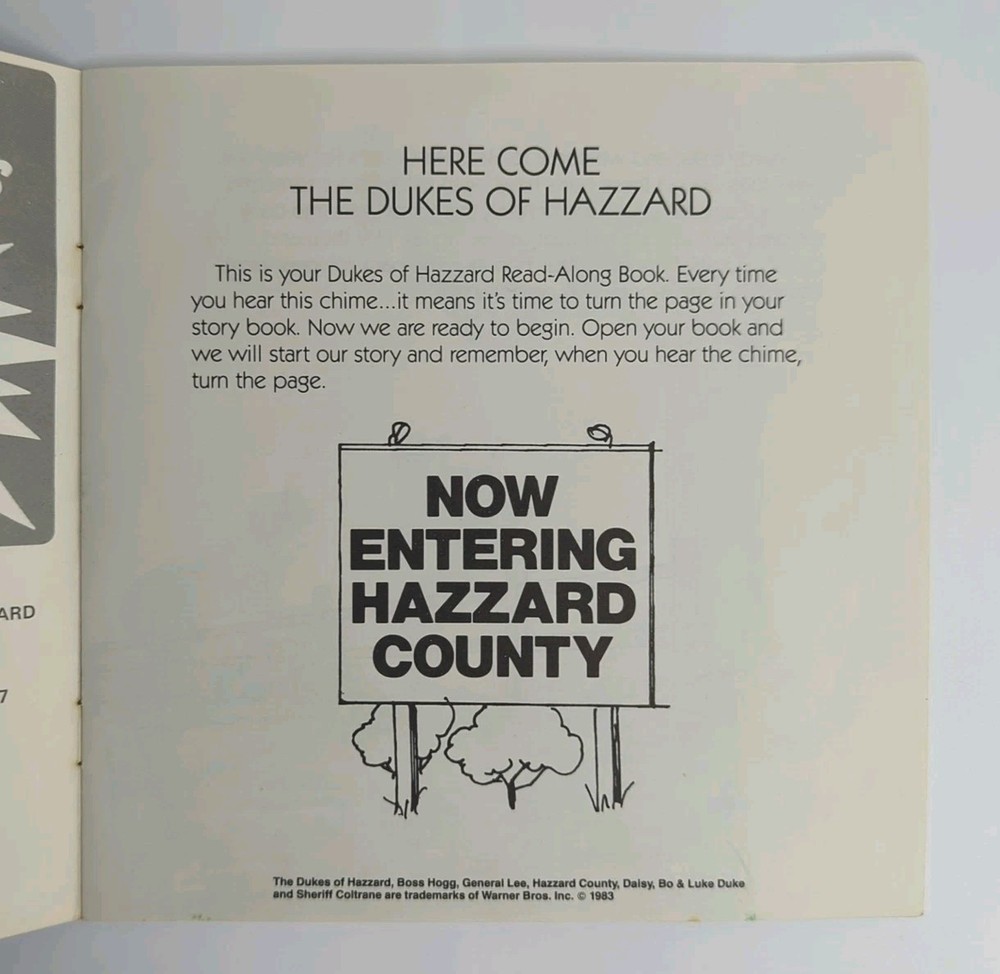 ARD
7
HERE COME
THE DUKES OF HAZZARD
This is your Dukes of Hazzard Read-Along Book. Every time
you hear this chime...it means it's time to turn the page in your
story book. Now we are ready to begin. Open your book and
we will start our story and remember, when you hear the chime,
turn the page.
NOW
ENTERING
HAZZARD
COUNTY
The Dukes of Hazzard, Boss Hogg, General Lee, Hazzard County, Daisy, Bo & Luke Duke
and Sheriff Coltrane are trademarks of Warner Bros. Inc. © 1983